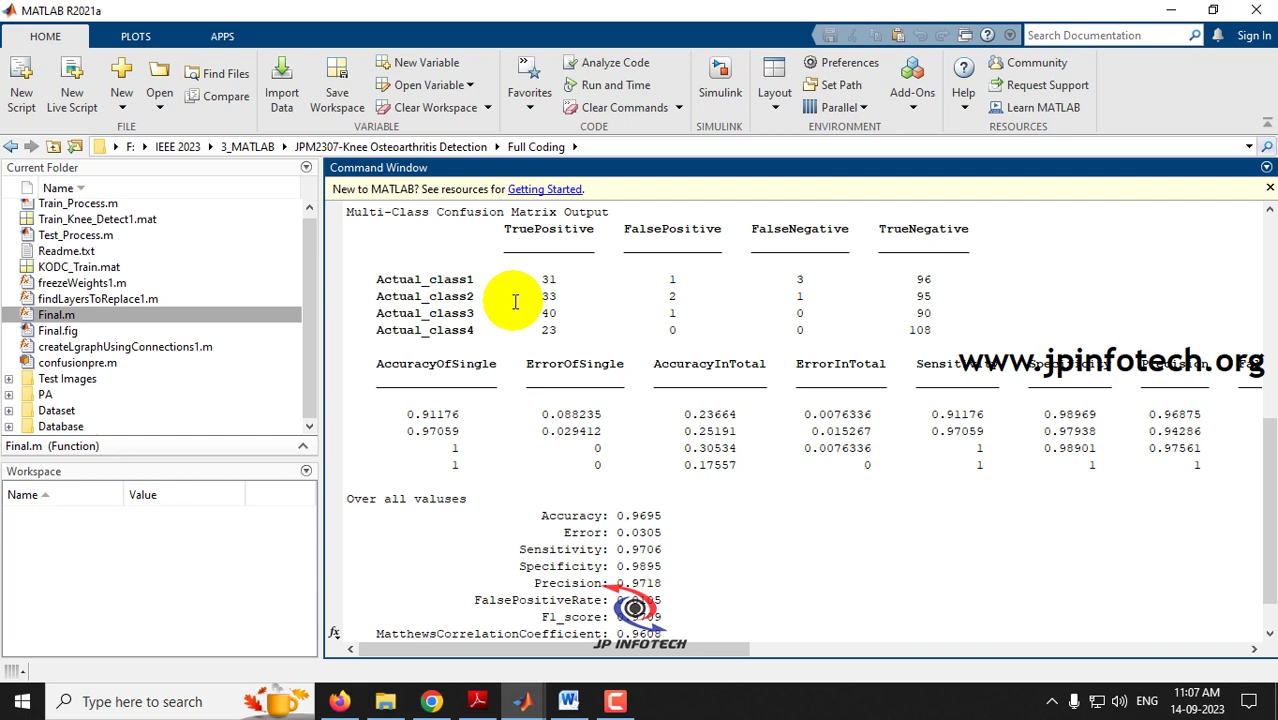 MATLAB R2021a
HOME PLOTS APPS Search Documentation Sign In
New Script New Live Script New Open Find Files Compare Import Data Save Workspace New Variable Open Variable Clear Workspace Favorites Analyze Code Run and Time Clear Commands Simulink Layout Preferences Set Path Parallel Add-Ons Help Community Request Support Learn MATLAB
FILE VARIABLE CODE SIMULINK ENVIRONMENT RESOURCES
F: IEEE 2023 3_MATLAB JPM2307-Knee Osteoarthritis Detection Full Coding
Current Folder
Name
Train_Process.m
Train_Knee_Detect1.mat
Test_Process.m
Readme.txt
KODC_Train.mat
freezeWeights1.m
findLayersToReplace1.m
Final.m
Final.fig
createLgraphUsingConnections1.m
confusionpre.m
Test Images
PA
Dataset
Database
Final.m (Function)
Workspace
Name Value
Command Window
New to MATLAB? See resources for Getting Started.
Multi-Class Confusion Matrix Output
TruePositive FalsePositive FalseNegative TrueNegative
Actual_class1 31 1 3 96
Actual_class2 33 2 1 95
Actual_class3 40 1 0 90
Actual_class4 23 0 0 108
www.jpinfotech.org
AccuracyOfSingle ErrorOfSingle AccuracyInTotal ErrorInTotal Sensitivity Specificity Precision
0.91176 0.088235 0.23664 0.0076336 0.91176 0.98969 0.96875
0.97059 0.029412 0.25191 0.015267 0.97059 0.97938 0.94286
1 0 0.30534 0.0076336 1 0.98901 0.97561
1 0 0.17557 0 1 1 1
Over all valuses
Accuracy: 0.9695
Error: 0.0305
Sensitivity: 0.9706
Specificity: 0.9895
Precision: 0.9718
FalsePositiveRate:
F1_score:
MatthewsCorrelationCoefficient: 0.9608
fx
JP INFOTECH
Type here to search
ENG
11:07 AM
14-09-2023